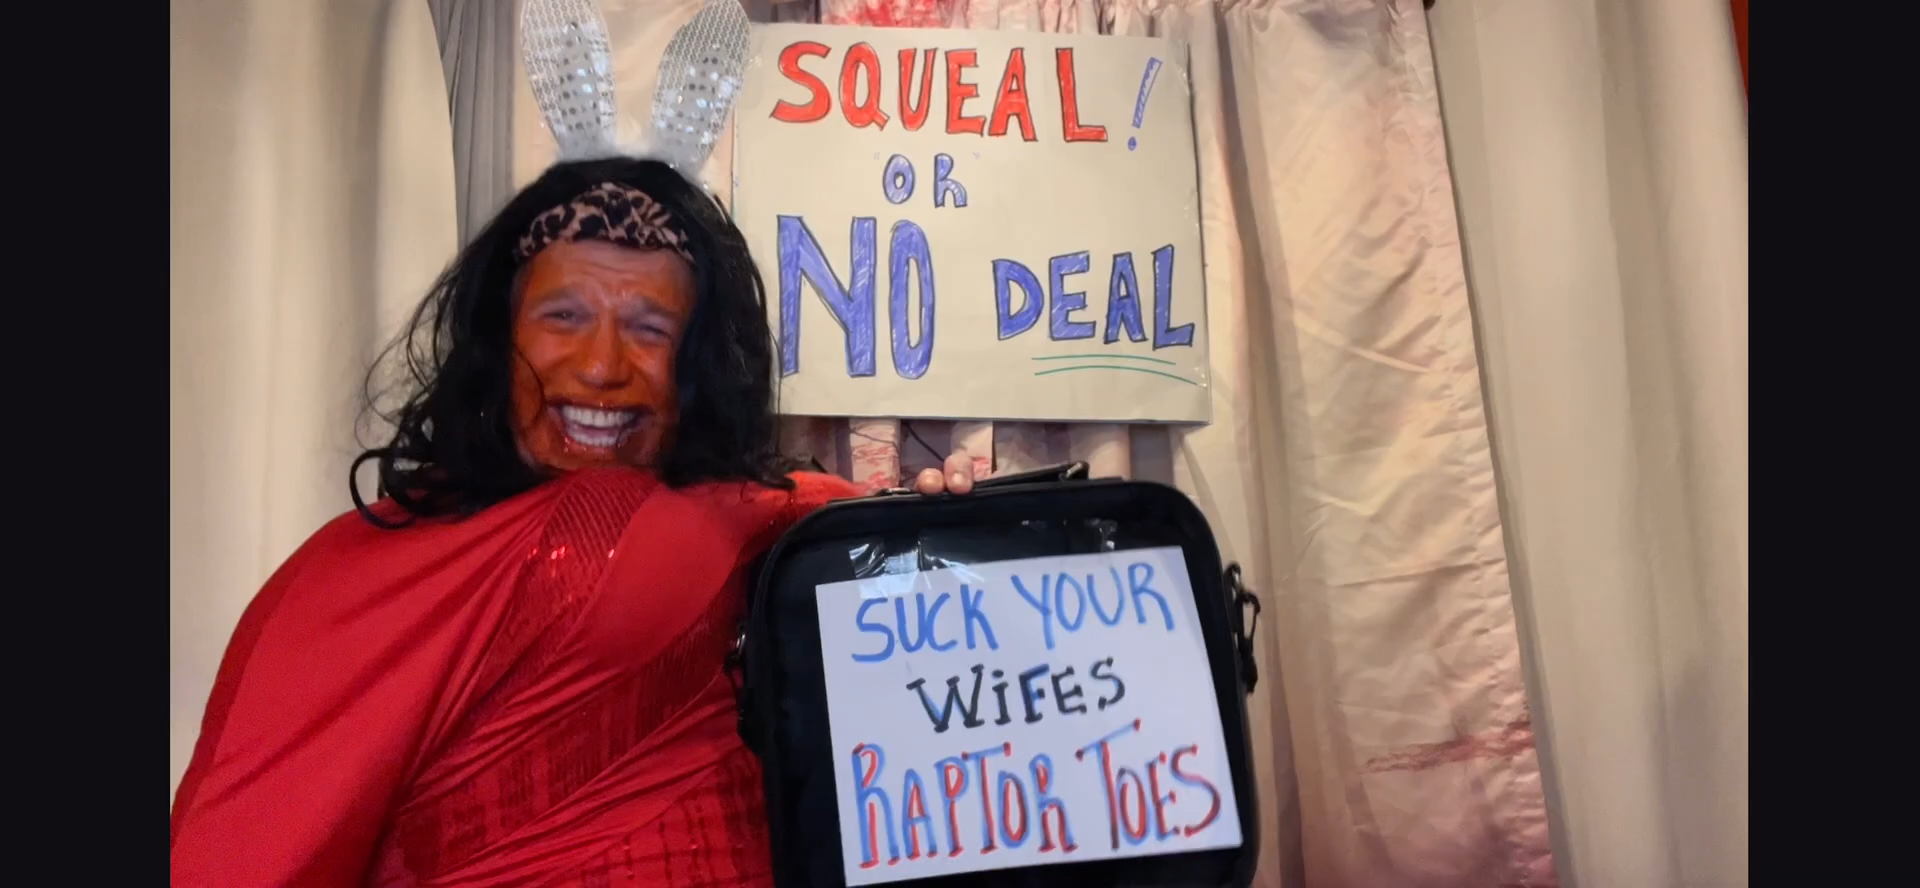 SQUEAL!
"OR"
NO DEAL
SUCK YOUR
WiFES
RAPTOR TOES